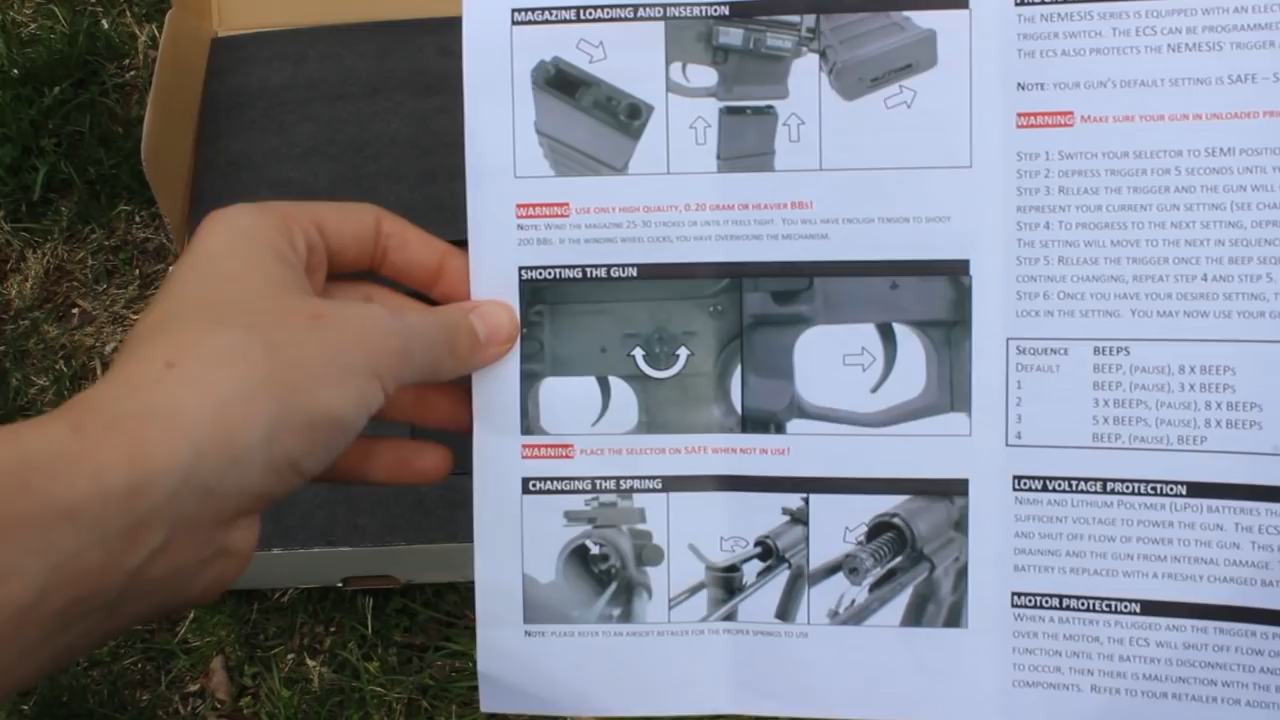 MAGAZINE LOADING AND INSERTION
WARNING: USE ONLY HIGH QUALITY, 0.20 GRAM OR HEAVIER BBS!
NOTE: WIND THE MAGAZINE 25-30 STROKES OR UNTIL IT FEELS TIGHT. YOU WILL HAVE ENOUGH TENSION TO SHOOT
200 BBS. IF THE WINDING WHEEL CLICKS, YOU HAVE OVERWOUND THE MECHANISM.
SHOOTING THE GUN
WARNING: PLACE THE SELECTOR ON SAFE WHEN NOT IN USE!
CHANGING THE SPRING
NOTE: PLEASE REFER TO AN AIRSOFT RETAILER FOR THE PROPER SPRINGS TO USE
THE NEMESIS SERIES IS EQUIPPED WITH AN ELEC
TRIGGER SWITCH. THE ECS CAN BE PROGRAMMED
THE ECS ALSO PROTECTS THE NEMESIS' TRIGGER
NOTE: YOUR GUN'S DEFAULT SETTING IS SAFE – S
WARNING: MAKE SURE YOUR GUN IN UNLOADED PRI
STEP 1: SWITCH YOUR SELECTOR TO SEMI POSITIO
STEP 2: DEPRESS TRIGGER FOR 5 SECONDS UNTIL Y
STEP 3: RELEASE THE TRIGGER AND THE GUN WILL
REPRESENT YOUR CURRENT GUN SETTING (SEE CHA
STEP 4: TO PROGRESS TO THE NEXT SETTING, DEPR
THE SETTING WILL MOVE TO THE NEXT IN SEQUENC
STEP 5: RELEASE THE TRIGGER ONCE THE BEEP SEQU
CONTINUE CHANGING, REPEAT STEP 4 AND STEP 5.
STEP 6: ONCE YOU HAVE YOUR DESIRED SETTING, T
LOCK IN THE SETTING. YOU MAY NOW USE YOUR G
SEQUENCE BEEPS
DEFAULT BEEP, (PAUSE), 8 X BEEPS
1 BEEP, (PAUSE), 3 X BEEPS
2 3 X BEEPS, (PAUSE), 8 X BEEPS
3 5 X BEEPS, (PAUSE), 8 X BEEPS
4 BEEP, (PAUSE), BEEP
LOW VOLTAGE PROTECTION
NIMH AND LITHIUM POLYMER (LIPO) BATTERIES THA
SUFFICIENT VOLTAGE TO POWER THE GUN. THE ECS
AND SHUT OFF FLOW OF POWER TO THE GUN. THIS
DRAINING AND THE GUN FROM INTERNAL DAMAGE.
BATTERY IS REPLACED WITH A FRESHLY CHARGED BAT
MOTOR PROTECTION
WHEN A BATTERY IS PLUGGED AND THE TRIGGER IS P
OVER THE MOTOR, THE ECS WILL SHUT OFF FLOW OF
FUNCTION UNTIL THE BATTERY IS DISCONNECTED AND
TO OCCUR, THEN THERE IS MALFUNCTION WITH THE B
COMPONENTS. REFER TO YOUR RETAILER FOR ADDIT